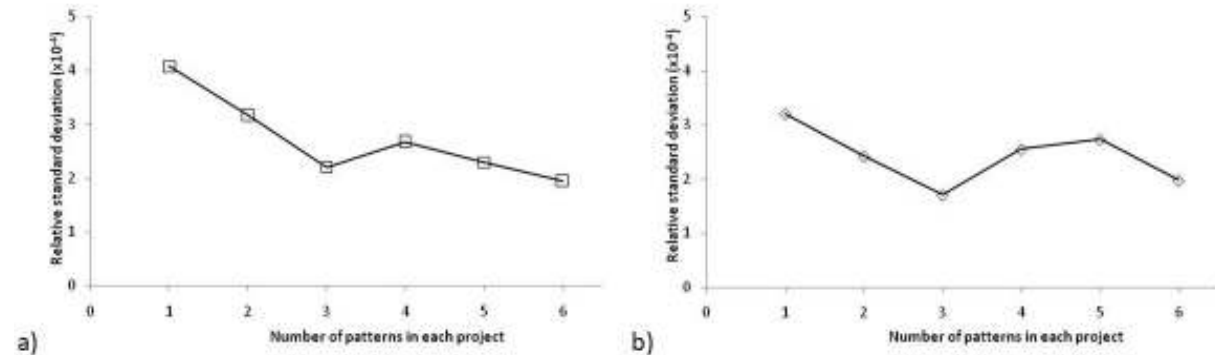 Relative standard deviation (x10⁻⁴)
5
4
3
2
1
0
0 1 2 3 4 5 6
Number of patterns in each project
a)
Relative standard deviation (x10⁻⁴)
5
4
3
2
1
0
0 1 2 3 4 5 6
Number of patterns in each project
b)